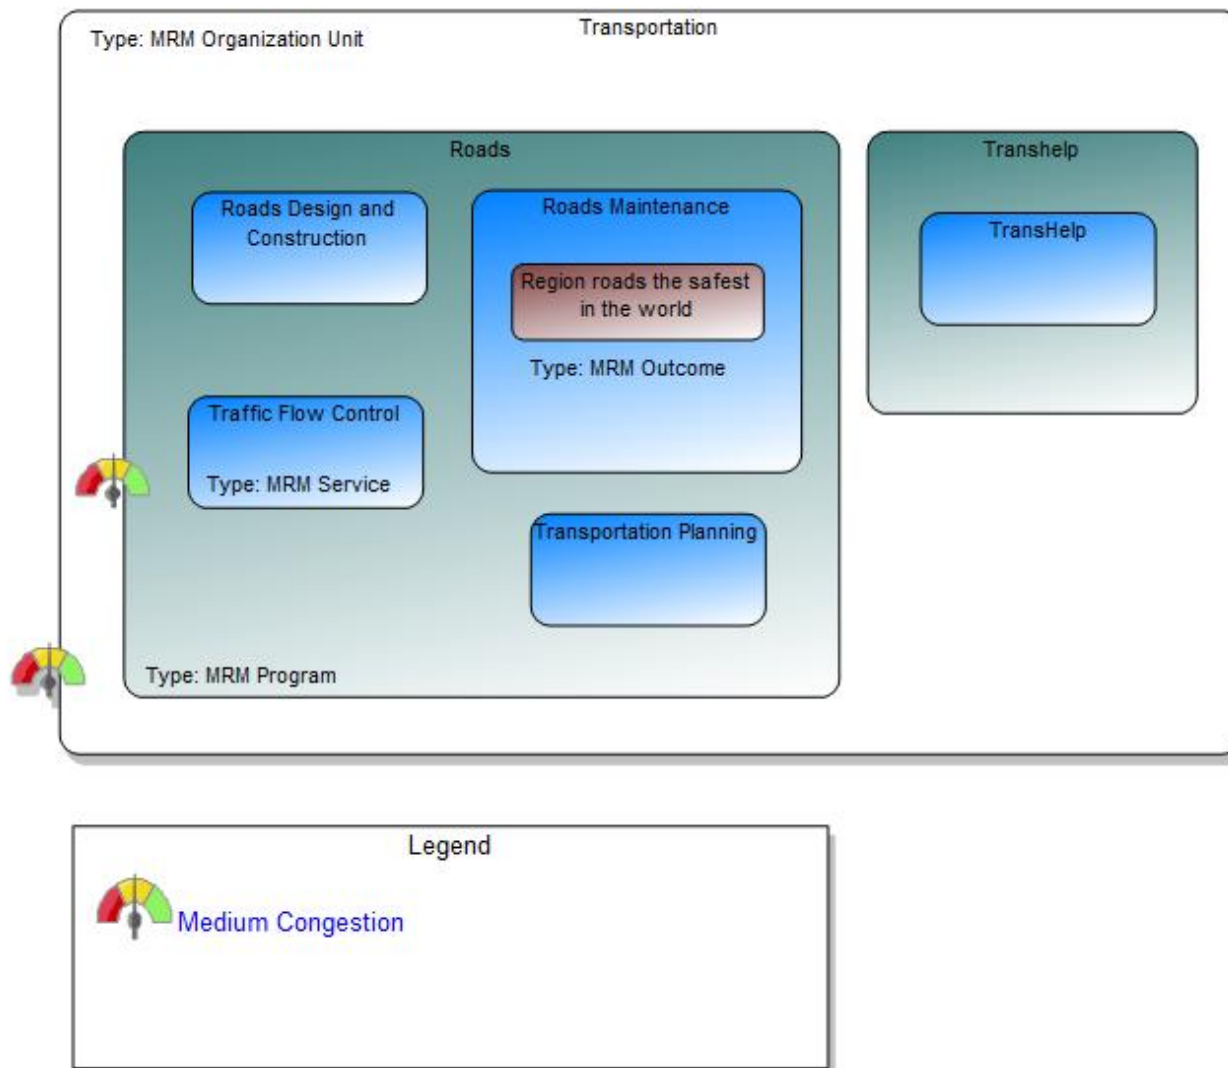 Transportation
Type: MRM Organization Unit
Roads
Transhelp
Roads Design and
Construction
Roads Maintenance
TransHelp
Region roads the safest
in the world
Type: MRM Outcome
Traffic Flow Control
Type: MRM Service
Transportation Planning
Type: MRM Program
Legend
Medium Congestion